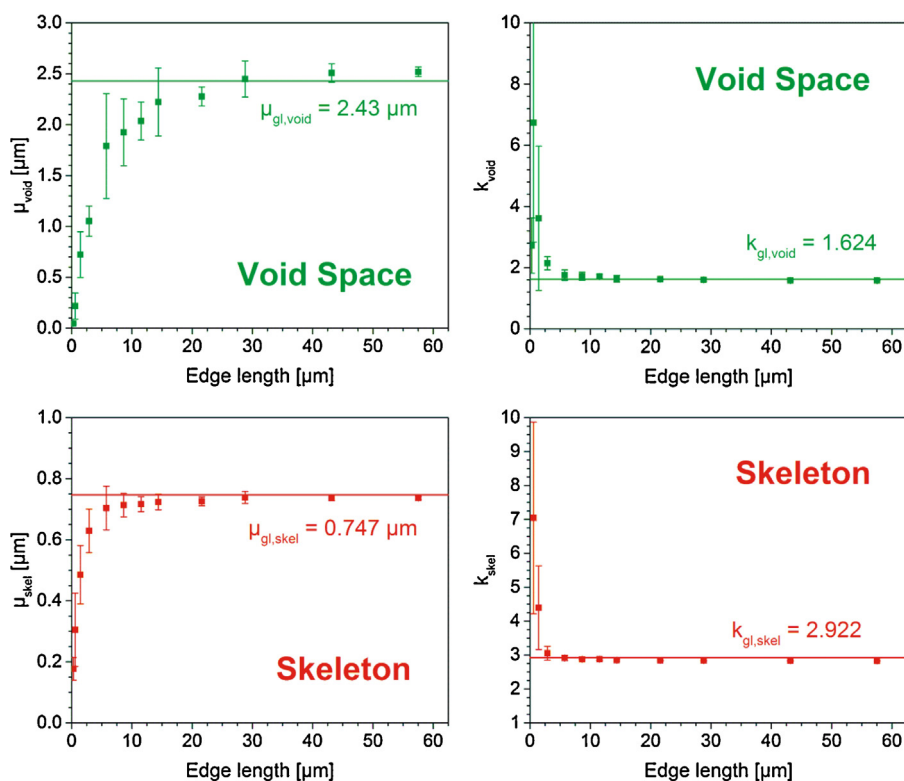 3.0
2.5
2.0
1.5
1.0
0.5
0.0
μvoid [μm]
μgl,void = 2.43 μm
Void Space
0 10 20 30 40 50 60
Edge length [μm]
10
8
6
4
2
0
kvoid
Void Space
kgl,void = 1.624
0 10 20 30 40 50 60
Edge length [μm]
1.0
0.8
0.6
0.4
0.2
0.0
μskel [μm]
μgl,skel = 0.747 μm
Skeleton
0 10 20 30 40 50 60
Edge length [μm]
10
9
8
7
6
5
4
3
2
1
kskel
Skeleton
kgl,skel = 2.922
0 10 20 30 40 50 60
Edge length [μm]